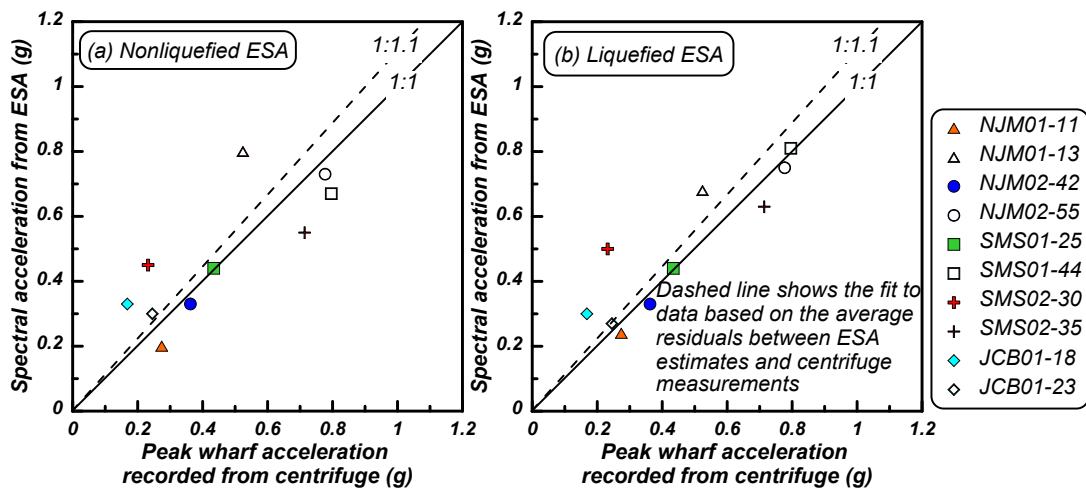 Spectral acceleration from ESA (g)
1.2
1
0.8
0.6
0.4
0.2
0
(a) Nonliquefied ESA
1:1.1
1:1
0 0.2 0.4 0.6 0.8 1 1.2
Peak wharf acceleration
recorded from centrifuge (g)
Spectral acceleration from ESA (g)
1.2
1
0.8
0.6
0.4
0.2
0
(b) Liquefied ESA
1:1.1
1:1
Dashed line shows the fit to
data based on the average
residuals between ESA
estimates and centrifuge
measurements
0 0.2 0.4 0.6 0.8 1 1.2
Peak wharf acceleration
recorded from centrifuge (g)
NJM01-11
NJM01-13
NJM02-42
NJM02-55
SMS01-25
SMS01-44
SMS02-30
SMS02-35
JCB01-18
JCB01-23